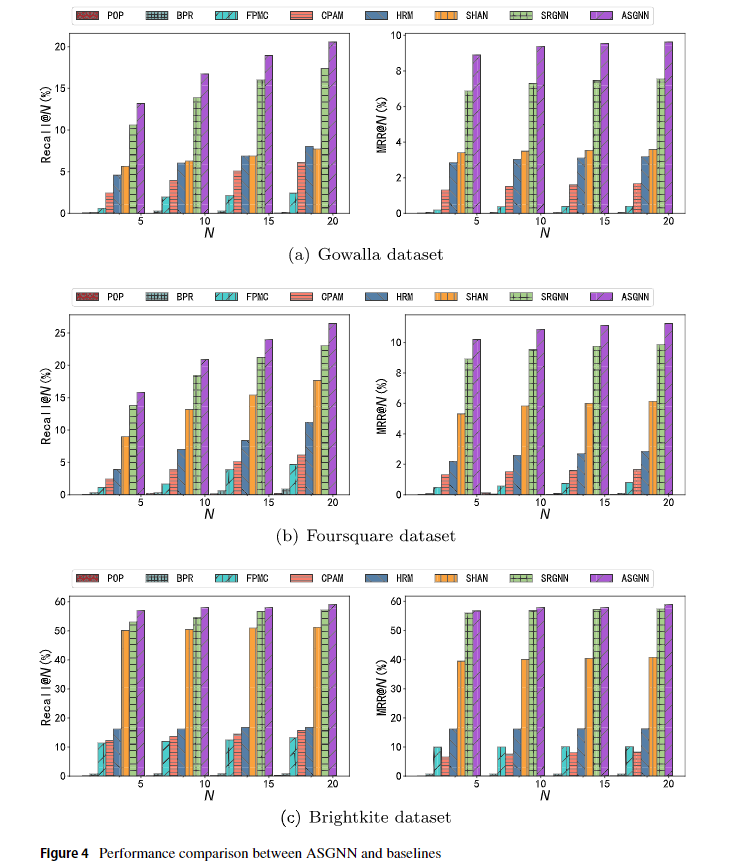 POP BPR FPMC CPAM HRM SHAN SRGNN ASGNN
Recall@N(%)
20
15
10
5
0
5 10 15 20
N
MRR@N(%)
10
8
6
4
2
0
5 10 15 20
N
(a) Gowalla dataset
POP BPR FPMC CPAM HRM SHAN SRGNN ASGNN
Recall@N(%)
25
20
15
10
5
0
5 10 15 20
N
MRR@N(%)
10
8
6
4
2
0
5 10 15 20
N
(b) Foursquare dataset
POP BPR FPMC CPAM HRM SHAN SRGNN ASGNN
Recall@N(%)
60
50
40
30
20
10
0
5 10 15 20
N
MRR@N(%)
60
50
40
30
20
10
0
5 10 15 20
N
(c) Brightkite dataset
Figure 4 Performance comparison between ASGNN and baselines